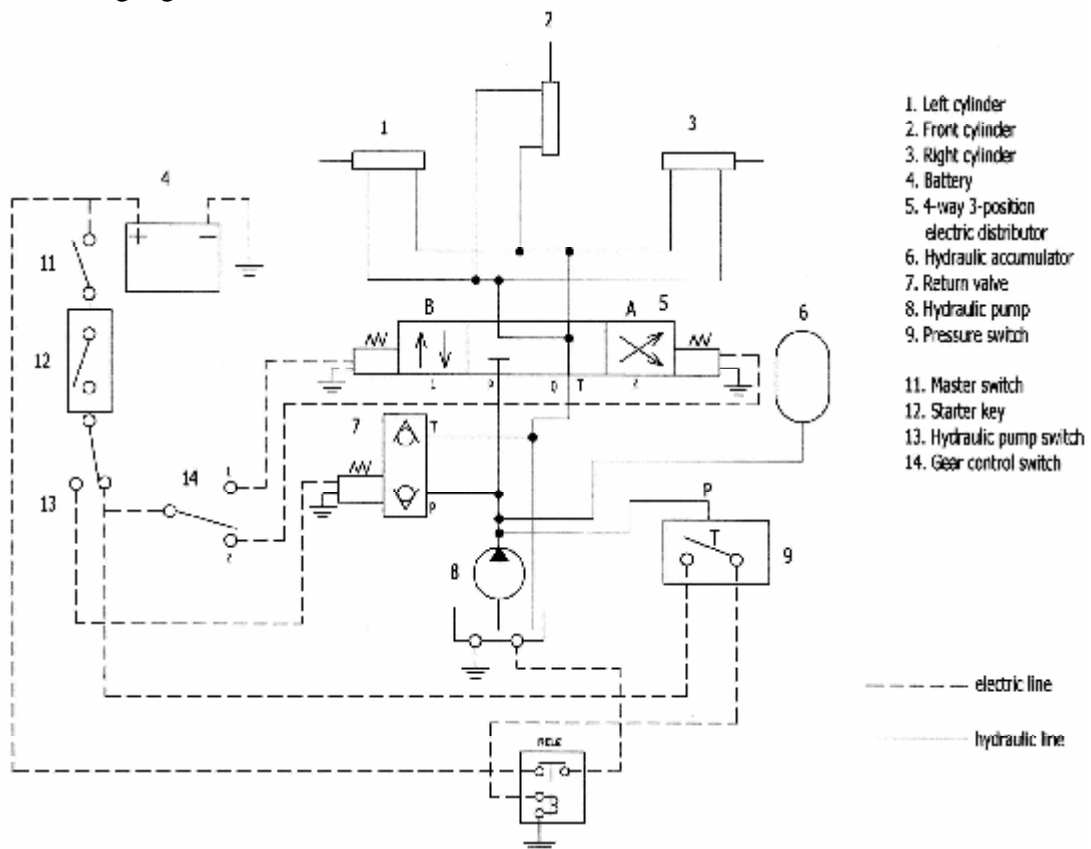 2
1
3
4
1. Left cylinder
2. Front cylinder
3. Right cylinder
4. Battery
5. 4-way 3-position
electric distributor
6. Hydraulic accumulator
7. Return valve
8. Hydraulic pump
9. Pressure switch
11. Master switch
12. Starter key
13. Hydraulic pump switch
14. Gear control switch
+ −
11
B A 5
6
12
1 P T
7 T
14
13
P
P
T
8
9
electric line
RELE
hydraulic line